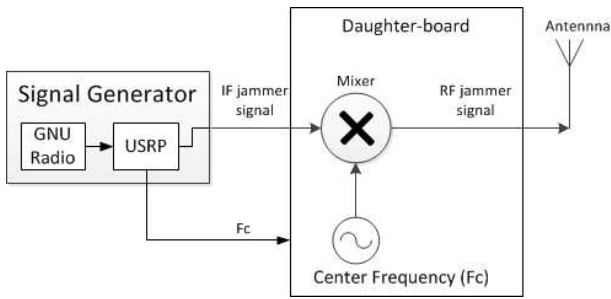 Daughter-board
Antennna
Signal Generator
IF jammer
signal
Mixer
RF jammer
signal
GNU
Radio
USRP
Fc
Center Frequency (Fc)